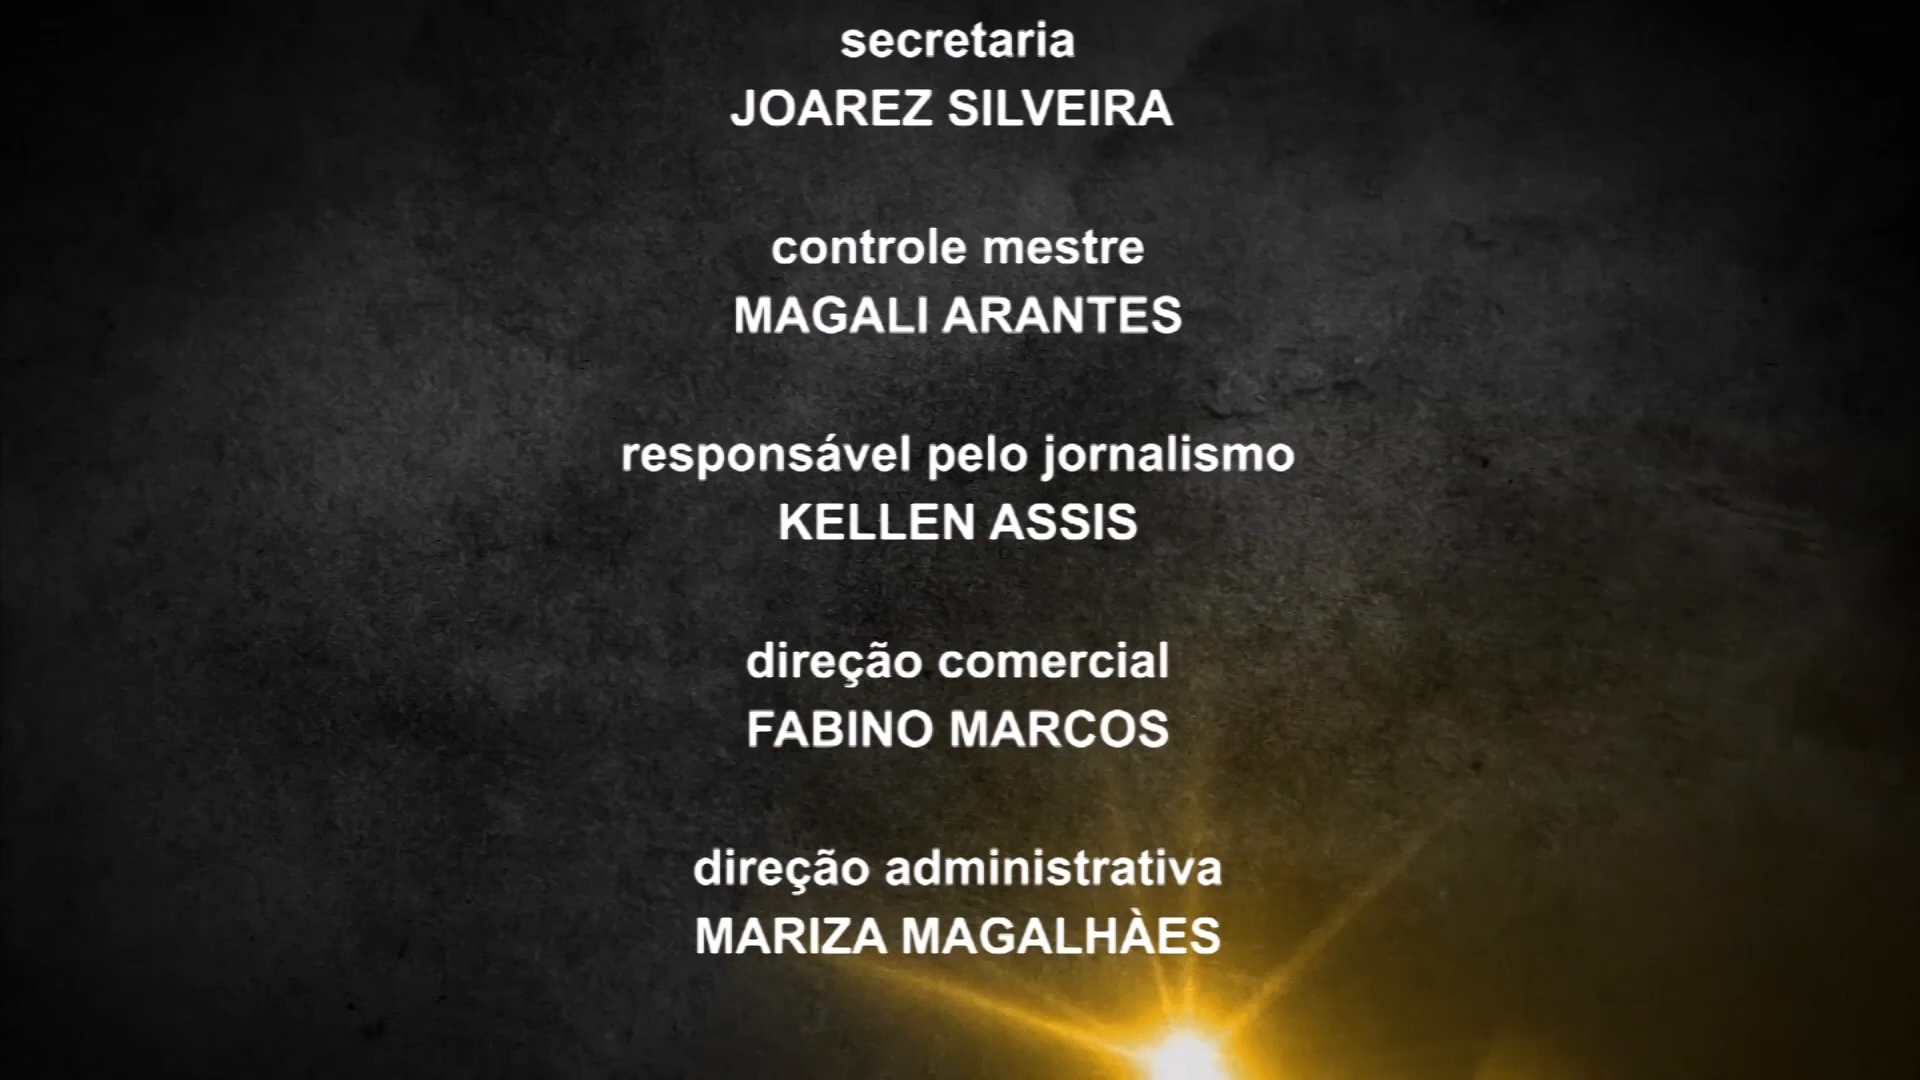 secretaria
JOAREZ SILVEIRA
controle mestre
MAGALI ARANTES
responsável pelo jornalismo
KELLEN ASSIS
direção comercial
FABINO MARCOS
direção administrativa
MARIZA MAGALHÀES